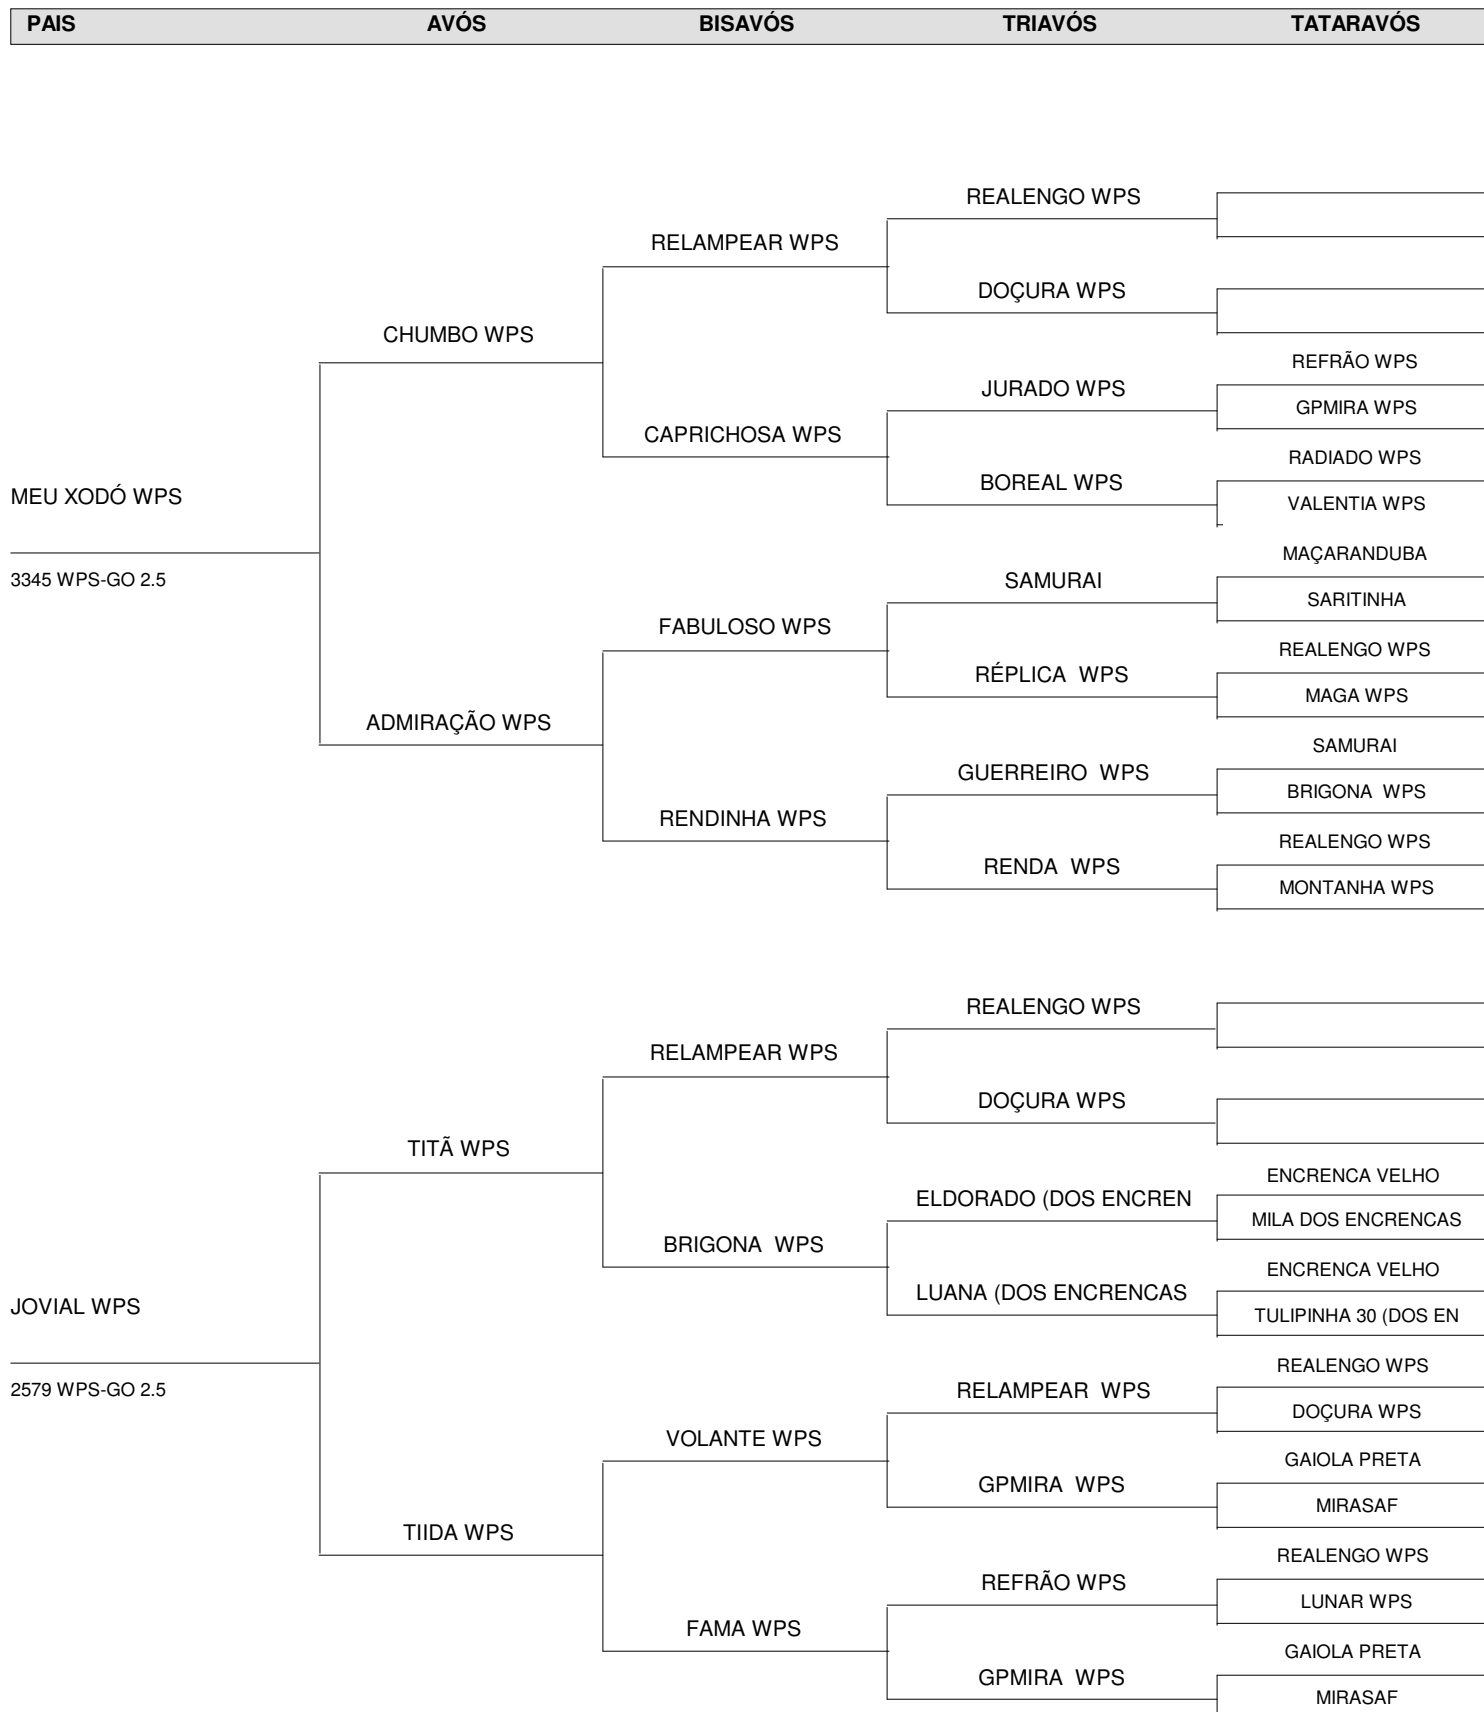 PAIS AVÓS BISAVÓS TRIAVÓS TATARAVÓS
REALENGO WPS
RELAMPEAR WPS
DOÇURA WPS
CHUMBO WPS
REFRÃO WPS
JURADO WPS
GPMIRA WPS
CAPRICHOSA WPS
RADIADO WPS
BOREAL WPS
MEU XODÓ WPS
VALENTIA WPS
MAÇARANDUBA
3345 WPS-GO 2.5
SAMURAI
SARITINHA
FABULOSO WPS
REALENGO WPS
RÉPLICA  WPS
MAGA WPS
ADMIRAÇÃO WPS
SAMURAI
GUERREIRO  WPS
BRIGONA  WPS
RENDINHA WPS
REALENGO WPS
RENDA  WPS
MONTANHA WPS
REALENGO WPS
RELAMPEAR WPS
DOÇURA WPS
TITÃ WPS
ENCRENCA VELHO
ELDORADO (DOS ENCREN
MILA DOS ENCRENCAS
BRIGONA  WPS
ENCRENCA VELHO
LUANA (DOS ENCRENCAS
JOVIAL WPS
TULIPINHA 30 (DOS EN
REALENGO WPS
2579 WPS-GO 2.5
RELAMPEAR  WPS
DOÇURA WPS
VOLANTE WPS
GAIOLA PRETA
GPMIRA  WPS
MIRASAF
TIIDA WPS
REALENGO WPS
REFRÃO WPS
LUNAR WPS
FAMA WPS
GAIOLA PRETA
GPMIRA  WPS
MIRASAF